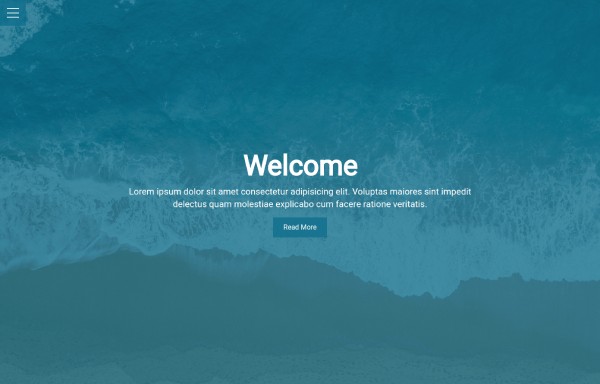 Welcome
Lorem ipsum dolor sit amet consectetur adipisicing elit. Voluptas maiores sint impedit
delectus quam molestiae explicabo cum facere ratione veritatis.
Read More